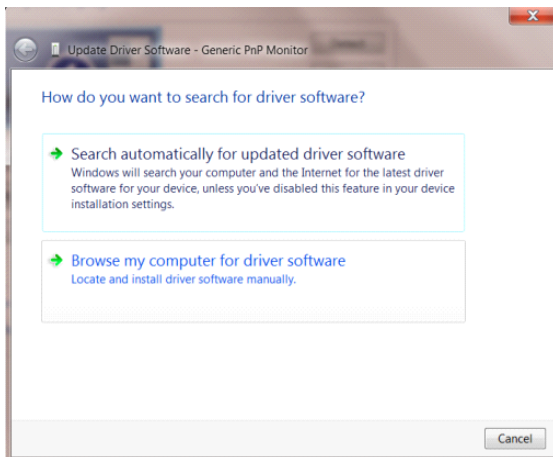 Update Driver Software - Generic PnP Monitor
How do you want to search for driver software?
Search automatically for updated driver software
Windows will search your computer and the Internet for the latest driver
software for your device, unless you've disabled this feature in your device
installation settings.
Browse my computer for driver software
Locate and install driver software manually.
Cancel